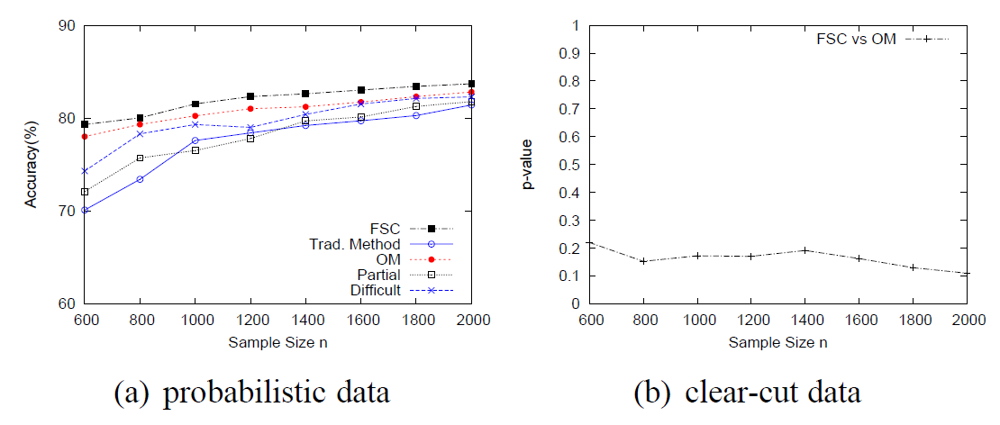 90
80
70
60
Accuracy(%)
600 800 1000 1200 1400 1600 1800 2000
Sample Size n
FSC
Trad. Method
OM
Partial
Difficult
(a) probabilistic data
1
0.9
0.8
0.7
0.6
0.5
0.4
0.3
0.2
0.1
0
p-value
600 800 1000 1200 1400 1600 1800 2000
Sample Size n
FSC vs OM
(b) clear-cut data